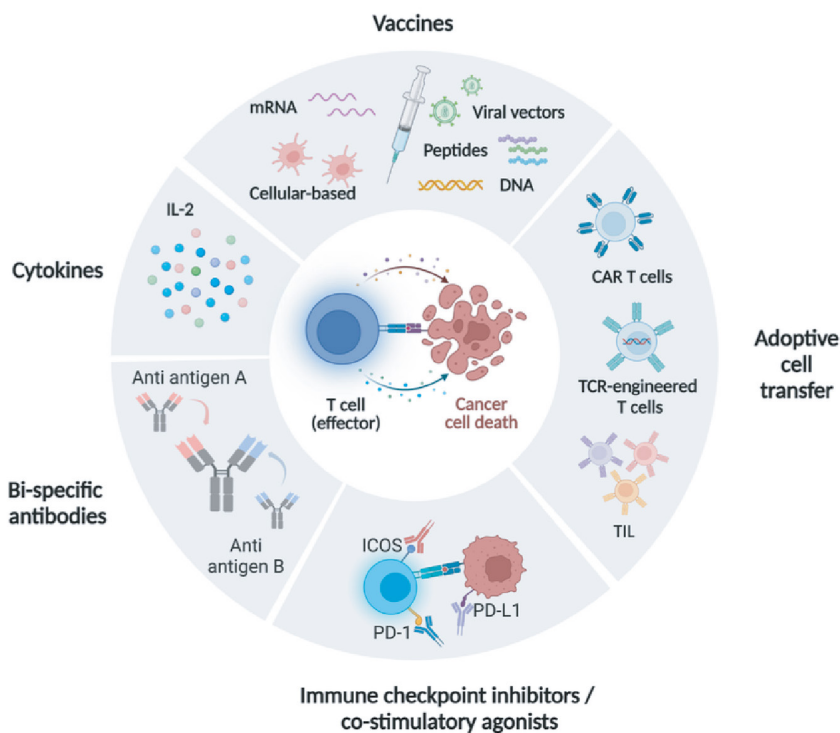 Vaccines
mRNA
Viral vectors
Peptides
Cellular-based
DNA
IL-2
Cytokines
CAR T cells
TCR-engineered
T cells
TIL
Adoptive
cell
transfer
T cell
(effector)
Cancer
cell death
Anti antigen A
Anti
antigen B
Bi-specific
antibodies
ICOS
PD-L1
PD-1
Immune checkpoint inhibitors /
co-stimulatory agonists